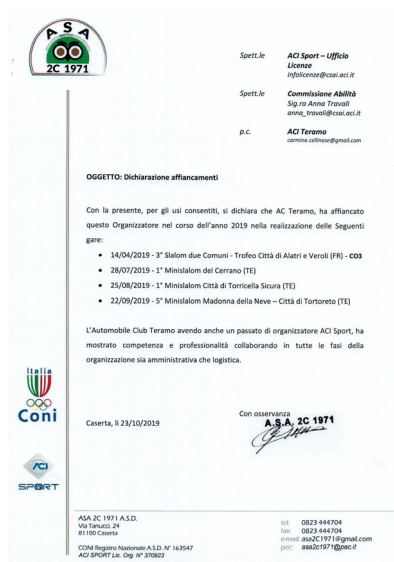 ASA
2C 1971
Spett.le ACI Sport – Ufficio
Licenze
infolicenze@csai.aci.it
Spett.le Commissione Abilità
Sig.ra Anna Travali
anna_travali@csai.aci.it
p.c. ACI Teramo
carmine.cellinese@gmail.com
OGGETTO: Dichiarazione affiancamenti
Con la presente, per gli usi consentiti, si dichiara che AC Teramo, ha affiancato
questo Organizzatore nel corso dell'anno 2019 nella realizzazione delle Seguenti
gare:
• 14/04/2019 - 3° Slalom due Comuni - Trofeo Città di Alatri e Veroli (FR) - CO3
• 28/07/2019 - 1° Minislalom del Cerrano (TE)
• 25/08/2019 - 1° Minislalom Città di Torricella Sicura (TE)
• 22/09/2019 - 5° Minislalom Madonna della Neve – Città di Tortoreto (TE)
L'Automobile Club Teramo avendo anche un passato di organizzatore ACI Sport, ha
mostrato competenza e professionalità collaborando in tutte le fasi della
organizzazione sia amministrativa che logistica.
Italia
Coni
Caserta, li 23/10/2019
Con osservanza
A.S.A. 2C 1971
ACI
SPORT
ASA 2C 1971 A.S.D.
Via Tanucci, 24
81100 Caserta
CONI Registro Nazionale A.S.D. N° 163547
ACI SPORT Lic. Org. N° 370923
tel: 0823 444704
fax: 0823 444704
e-mail: asa2C1971@gmail.com
pec: asa2c1971@pec.it